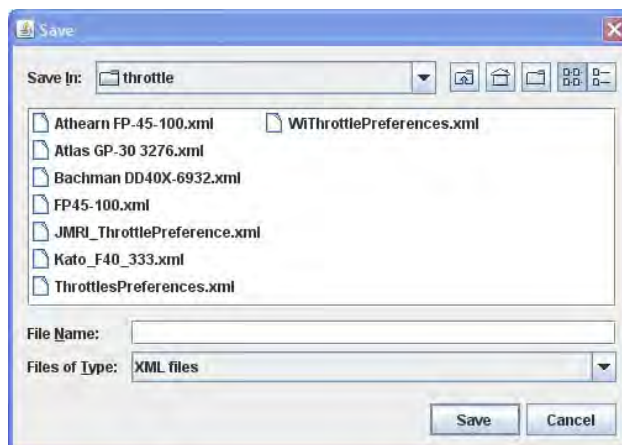 Save
Save In: throttle
Athearn FP-45-100.xml
Atlas GP-30 3276.xml
Bachman DD40X-6932.xml
FP45-100.xml
JMRI_ThrottlePreference.xml
Kato_F40_333.xml
ThrottlesPreferences.xml
WiThrottlePreferences.xml
File Name:
Files of Type: XML files
Save Cancel